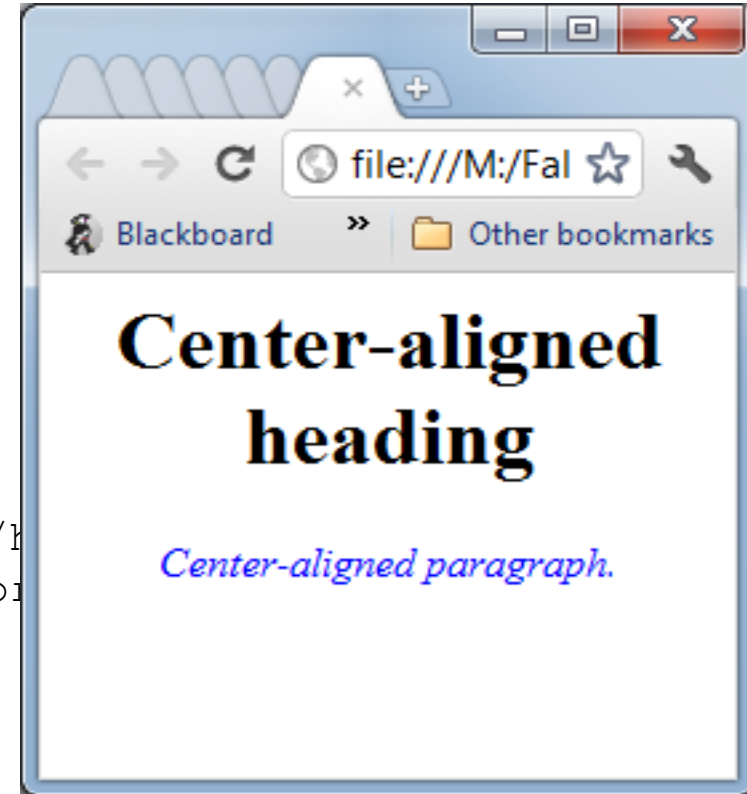 file:///M:/Fal
Blackboard » Other bookmarks
Center-aligned
heading
Center-aligned paragraph.